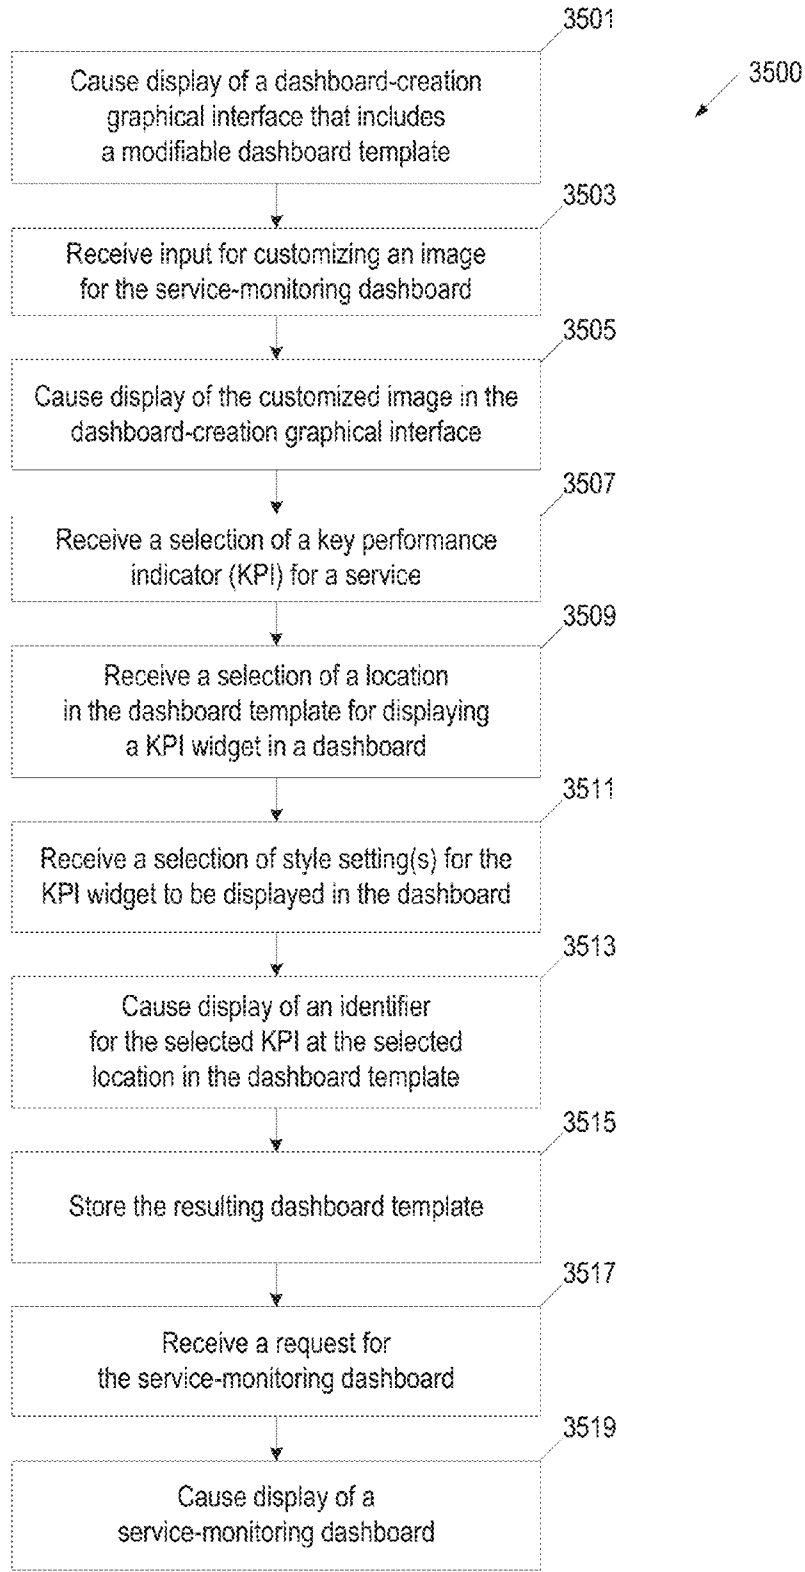 3501
3500
Cause display of a dashboard-creation
graphical interface that includes
a modifiable dashboard template
3503
Receive input for customizing an image
for the service-monitoring dashboard
3505
Cause display of the customized image in the
dashboard-creation graphical interface
3507
Receive a selection of a key performance
indicator (KPI) for a service
3509
Receive a selection of a location
in the dashboard template for displaying
a KPI widget in a dashboard
3511
Receive a selection of style setting(s) for the
KPI widget to be displayed in the dashboard
3513
Cause display of an identifier
for the selected KPI at the selected
location in the dashboard template
3515
Store the resulting dashboard template
3517
Receive a request for
the service-monitoring dashboard
3519
Cause display of a
service-monitoring dashboard